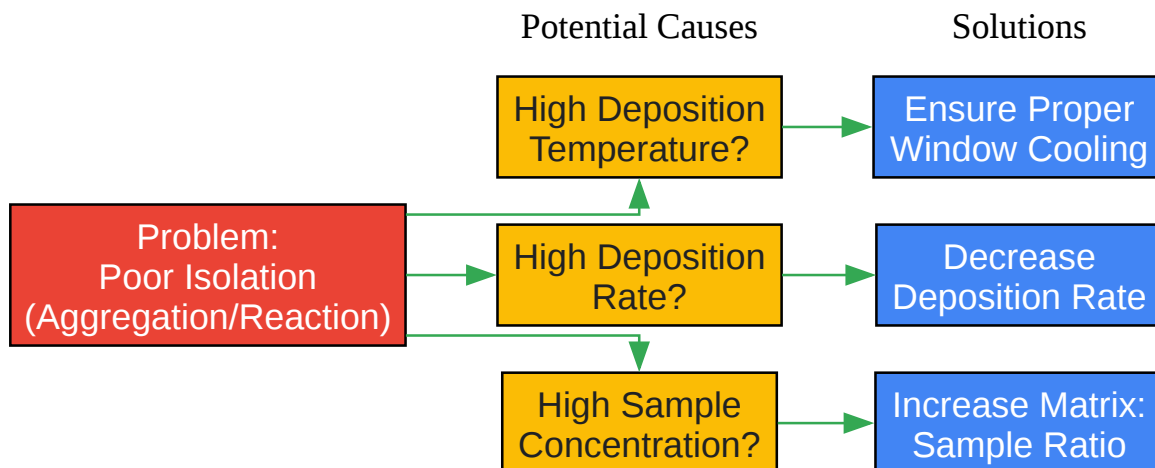 Potential Causes
Solutions
High Deposition
Temperature?
Ensure Proper
Window Cooling
Problem:
Poor Isolation
(Aggregation/Reaction)
High Deposition
Rate?
Decrease
Deposition Rate
High Sample
Concentration?
Increase Matrix:
Sample Ratio